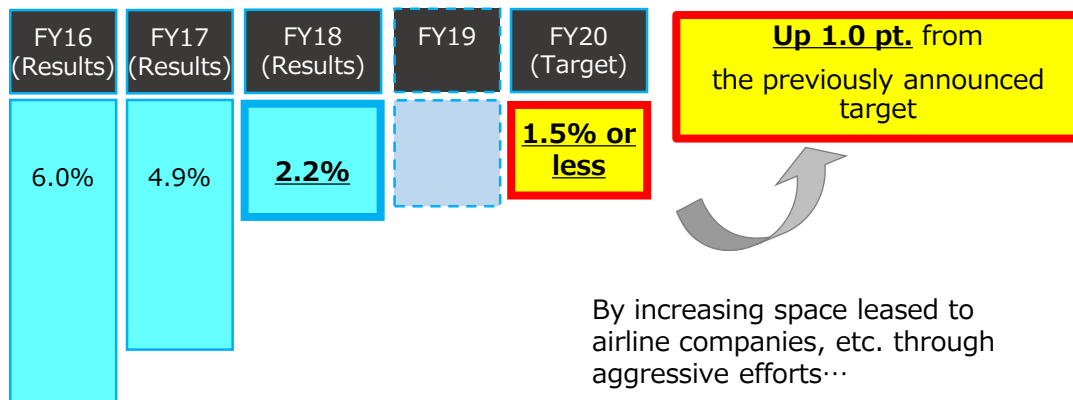 FY16
(Results)
FY17
(Results)
FY18
(Results)
FY19
FY20
(Target)
Up 1.0 pt. from
the previously announced
target
6.0%
4.9%
2.2%
1.5% or
less
By increasing space leased to
airline companies, etc. through
aggressive efforts⋯